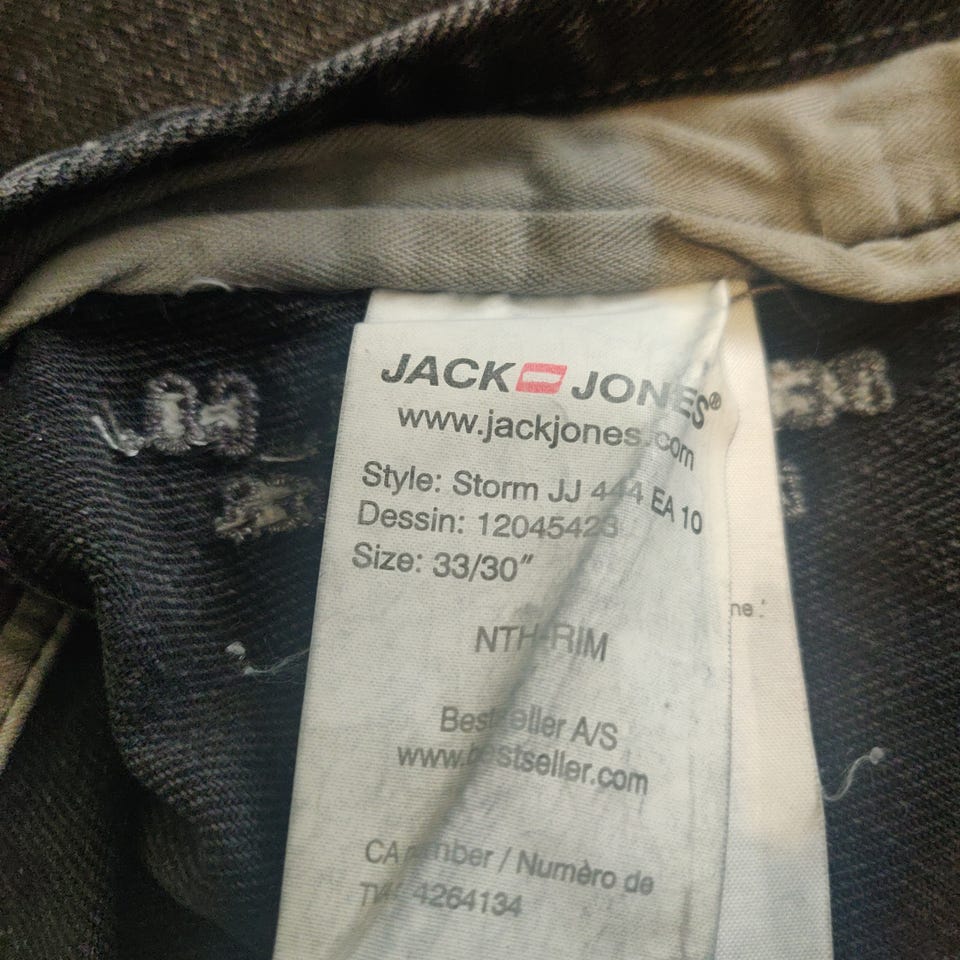 JACK JONES®
www.jackjones.com
Style: Storm JJ 444 EA 10
Dessin: 12045423
Size: 33/30"
NTH-RIM
Bestseller A/S
www.bestseller.com
CA number / Numèro de
4264134